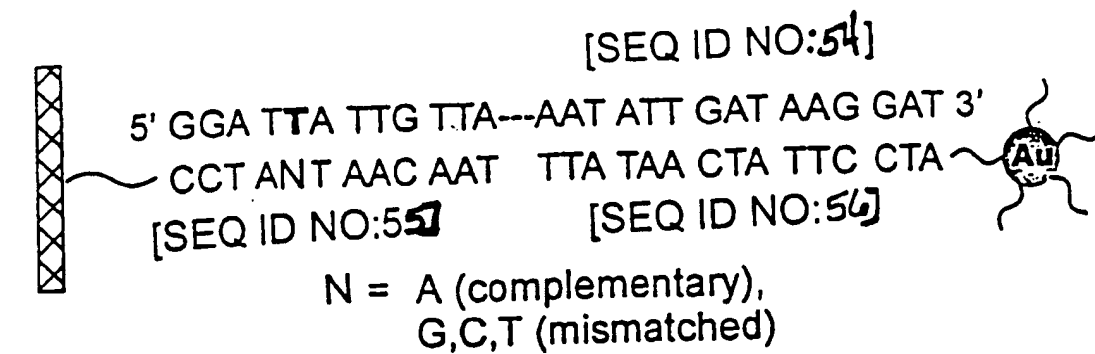 [SEQ ID NO:54]
5' GGA TTA TTG TTA---AAT ATT GAT AAG GAT 3'
CCT ANT AAC AAT TTA TAA CTA TTC CTA Au
[SEQ ID NO:55] [SEQ ID NO:56]
N = A (complementary),
G,C,T (mismatched)